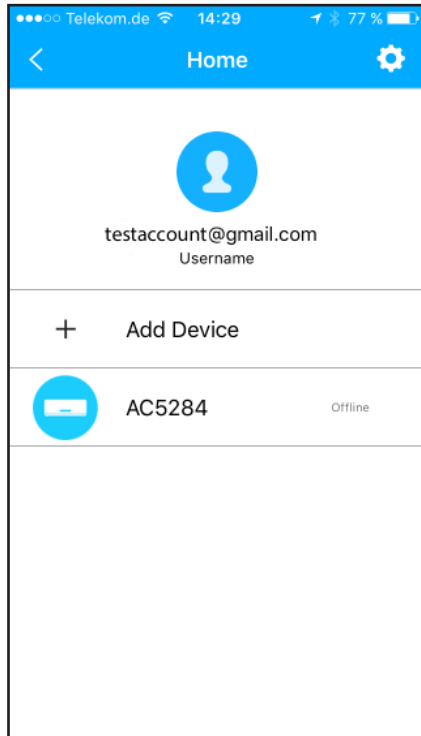 Telekom.de 14:29 77 %
Home
testaccount@gmail.com
Username
+ Add Device
AC5284 Offline